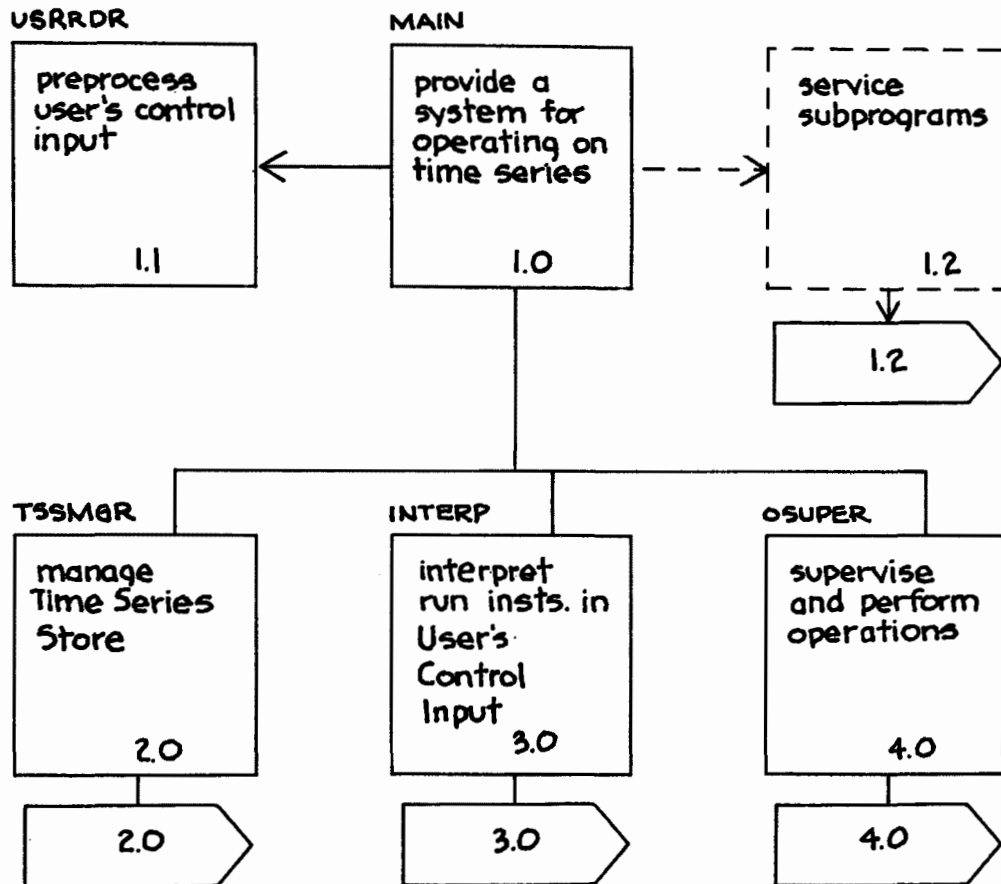 USRRDR
preprocess
user's control
input
1.1
MAIN
provide a
system for
operating on
time series
1.0
service
subprograms
1.2
1.2
TSSMGR
manage
Time Series
Store
2.0
2.0
INTERP
interpret
run insts. in
User's
Control
Input
3.0
3.0
OSUPER
supervise
and perform
operations
4.0
4.0